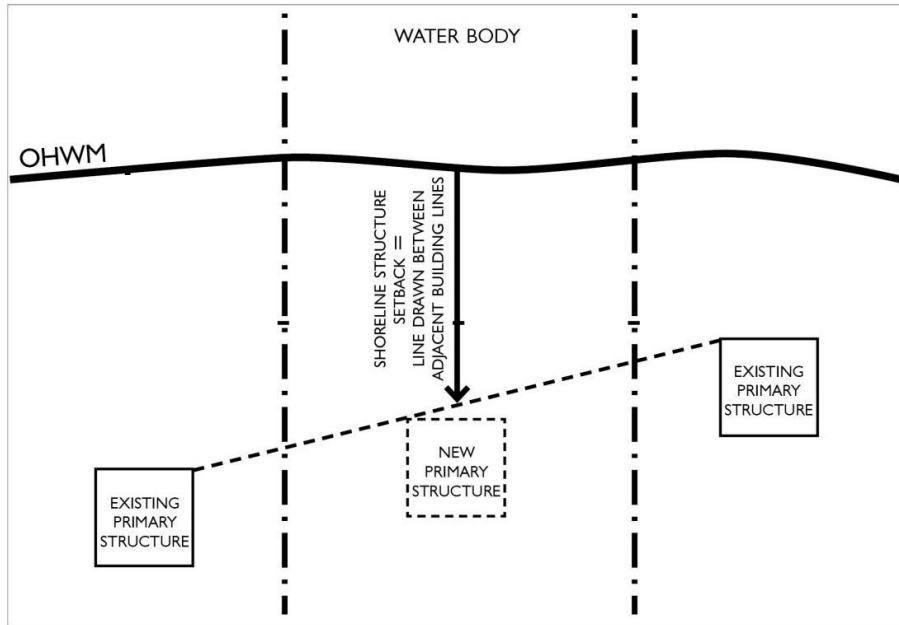 WATER BODY
OHWM
SHORELINE STRUCTURE
SETBACK =
LINE DRAWN BETWEEN
ADJACENT BUILDING LINES
EXISTING
PRIMARY
STRUCTURE
NEW
PRIMARY
STRUCTURE
EXISTING
PRIMARY
STRUCTURE